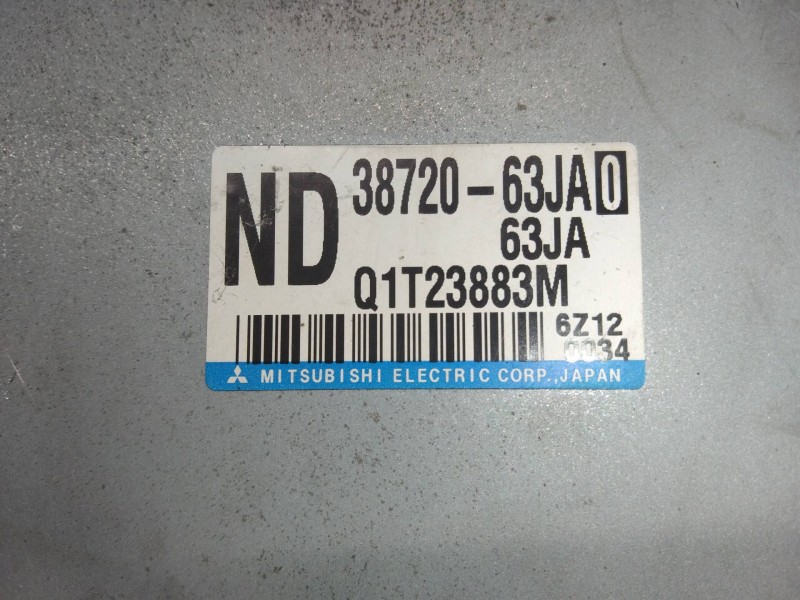 ND 38720-63JA0
63JA
Q1T23883M
6Z12
0034
MITSUBISHI ELECTRIC CORP., JAPAN